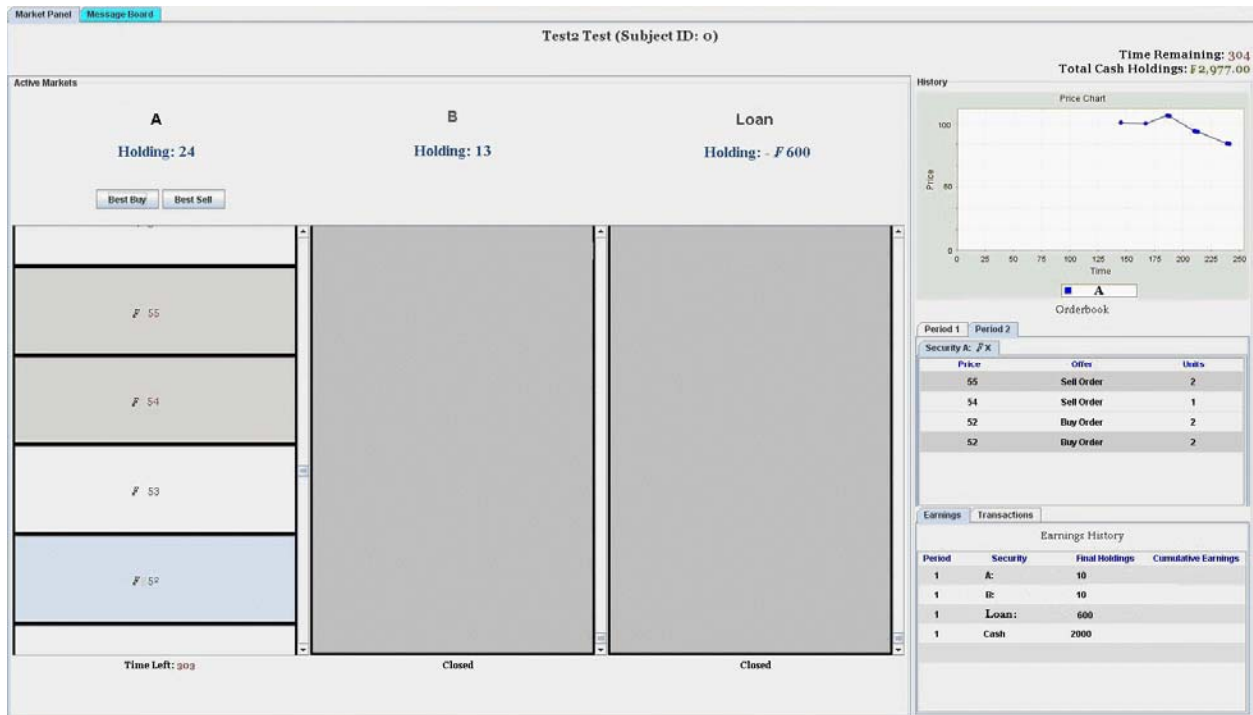 Market Panel Message Board
Test2 Test (Subject ID: 0)
Time Remaining: 304
Total Cash Holdings: ₣2,977.00
Active Markets
A
Holding: 24
Best Buy Best Sell
F 55
F 54
F 53
F 52
Time Left: 303
B
Holding: 13
Closed
Loan
Holding: - F 600
Closed
History
Price Chart
Price
100
50
0
0 25 50 75 100 125 150 175 200 225 250
Time
A
Orderbook
Period 1 Period 2
Security A: F X
Price Offer Units
55 Sell Order 2
54 Sell Order 1
52 Buy Order 2
52 Buy Order 2
Earnings Transactions
Earnings History
Period Security Final Holdings Cumulative Earnings
1 A: 10
1 B: 10
1 Loan: 600
1 Cash 2000